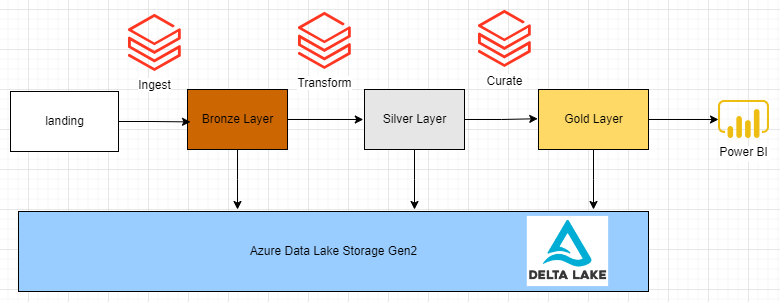 Ingest
Transform
Curate
landing
Bronze Layer
Silver Layer
Gold Layer
Power BI
Azure Data Lake Storage Gen2
DELTA LAKE